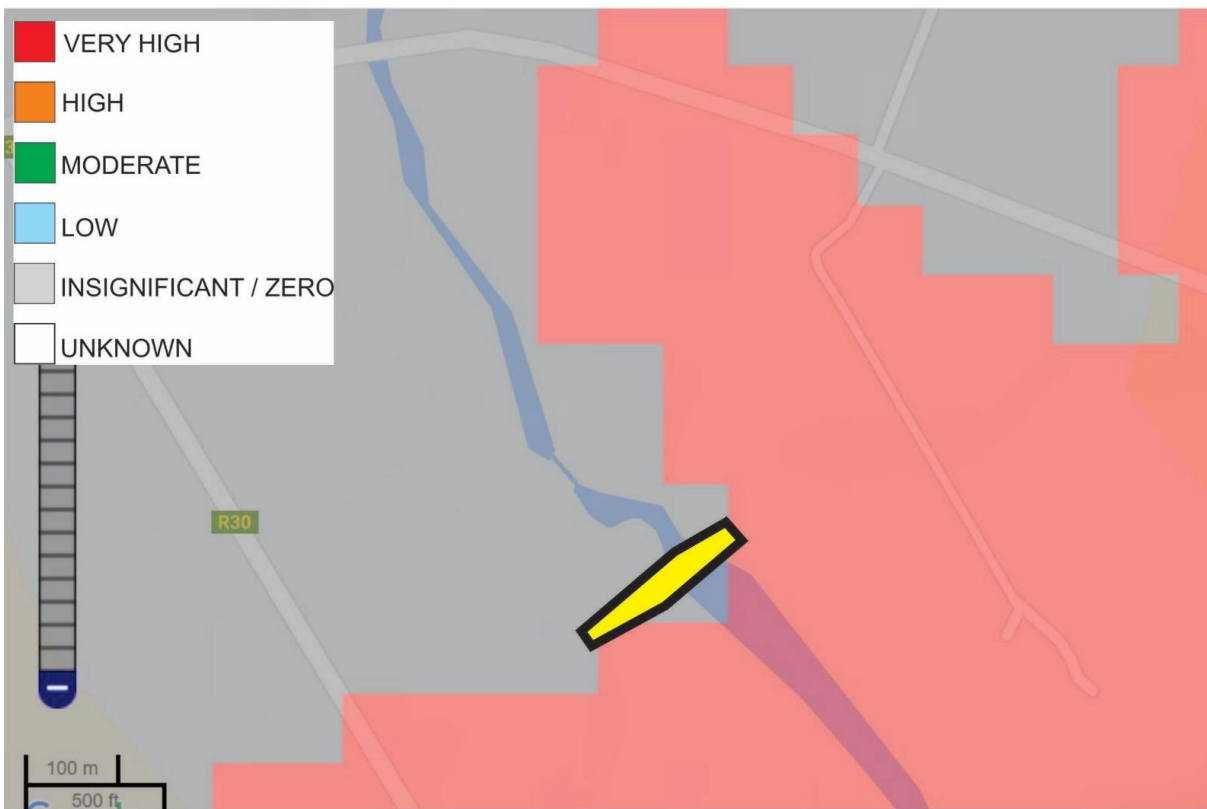 VERY HIGH
HIGH
MODERATE
LOW
INSIGNIFICANT / ZERO
UNKNOWN
R30
100 m
500 ft